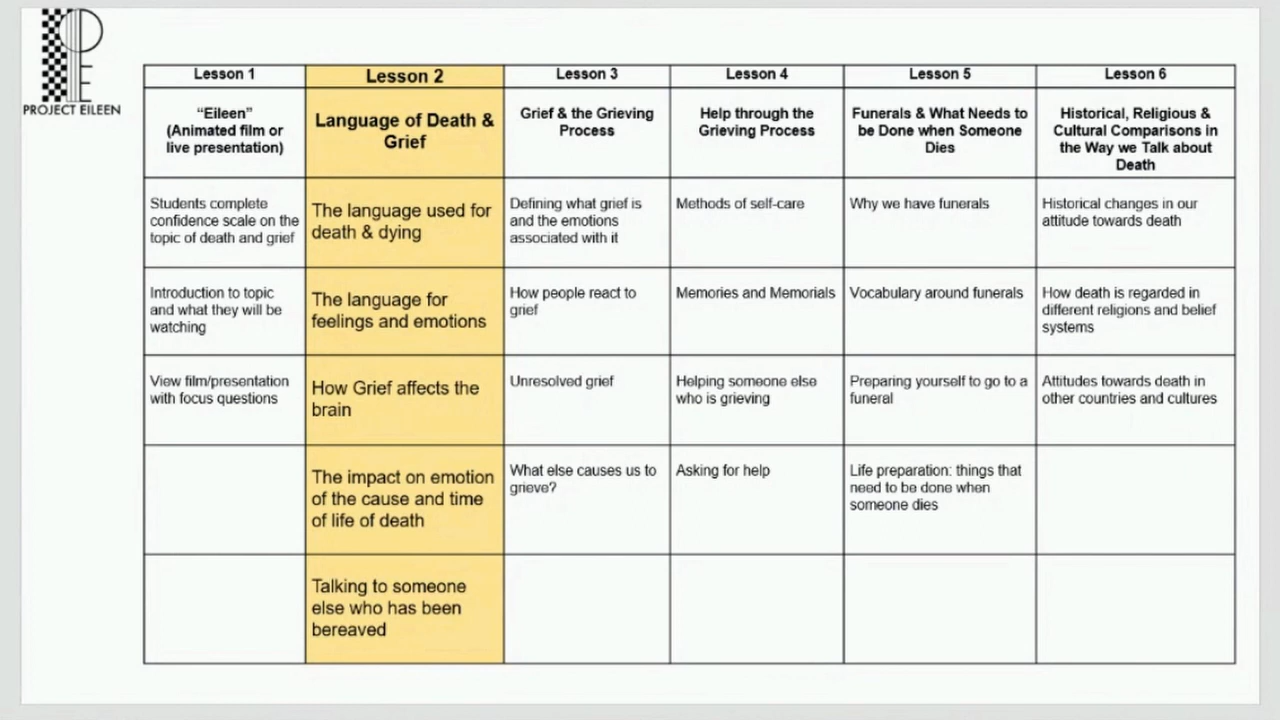 PROJECT EILEEN
Lesson 1
Lesson 2
Lesson 3
Lesson 4
Lesson 5
Lesson 6
“Eileen”
(Animated film or
live presentation)
Language of Death &
Grief
Grief & the Grieving
Process
Help through the
Grieving Process
Funerals & What Needs to
be Done when Someone
Dies
Historical, Religious &
Cultural Comparisons in
the Way we Talk about
Death
Students complete
confidence scale on the
topic of death and grief
The language used for
death & dying
Defining what grief is
and the emotions
associated with it
Methods of self-care
Why we have funerals
Historical changes in our
attitude towards death
Introduction to topic
and what they will be
watching
The language for
feelings and emotions
How people react to
grief
Memories and Memorials
Vocabulary around funerals
How death is regarded in
different religions and belief
systems
View film/presentation
with focus questions
How Grief affects the
brain
Unresolved grief
Helping someone else
who is grieving
Preparing yourself to go to a
funeral
Attitudes towards death in
other countries and cultures
The impact on emotion
of the cause and time
of life of death
What else causes us to
grieve?
Asking for help
Life preparation: things that
need to be done when
someone dies
Talking to someone
else who has been
bereaved